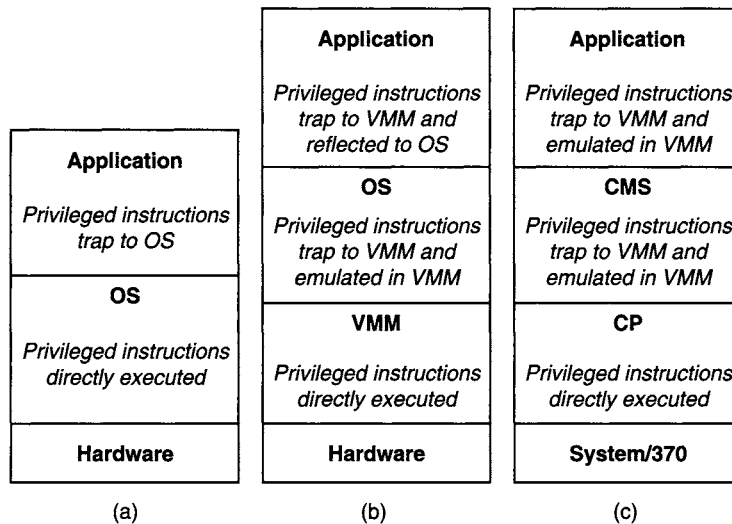 Application
Privileged instructions
trap to OS
OS
Privileged instructions
directly executed
Hardware
(a)
Application
Privileged instructions
trap to VMM and
reflected to OS
OS
Privileged instructions
trap to VMM and
emulated in VMM
VMM
Privileged instructions
directly executed
Hardware
(b)
Application
Privileged instructions
trap to VMM and
emulated in VMM
CMS
Privileged instructions
trap to VMM and
emulated in VMM
CP
Privileged instructions
directly executed
System/370
(c)